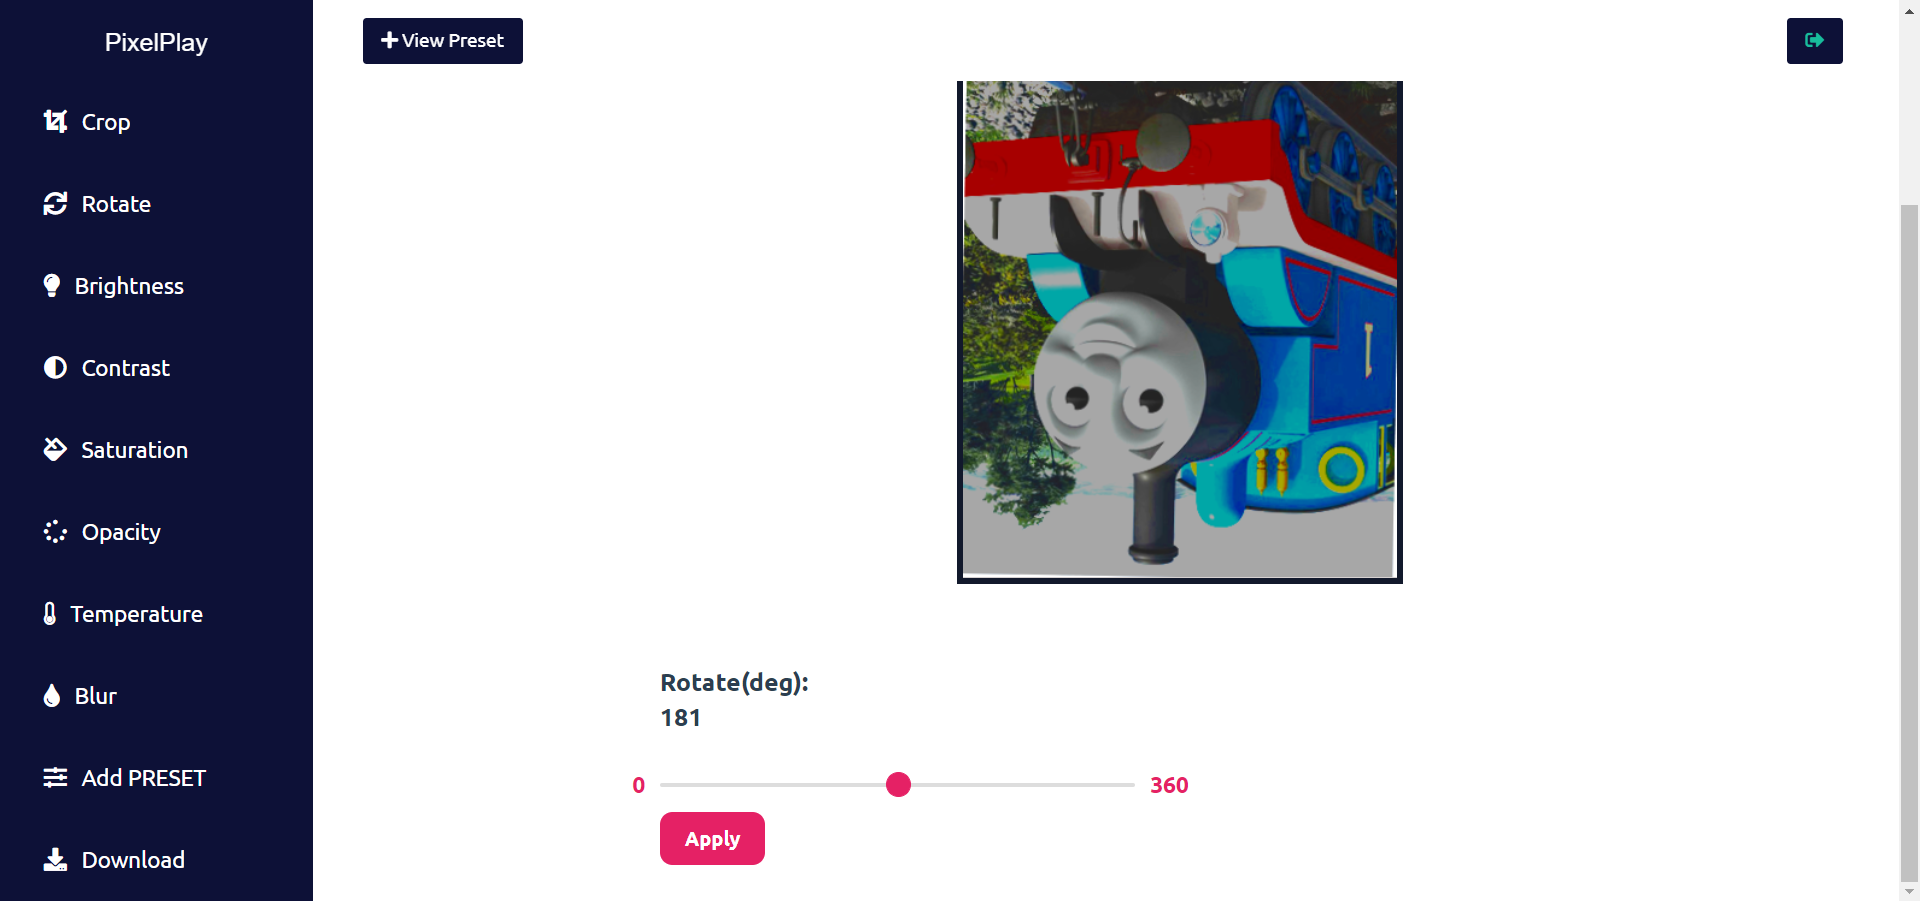 PixelPlay
View Preset
Crop
Rotate
Brightness
Contrast
Saturation
Opacity
Temperature
Blur
Add PRESET
Download
Rotate(deg):
181
0
360
Apply